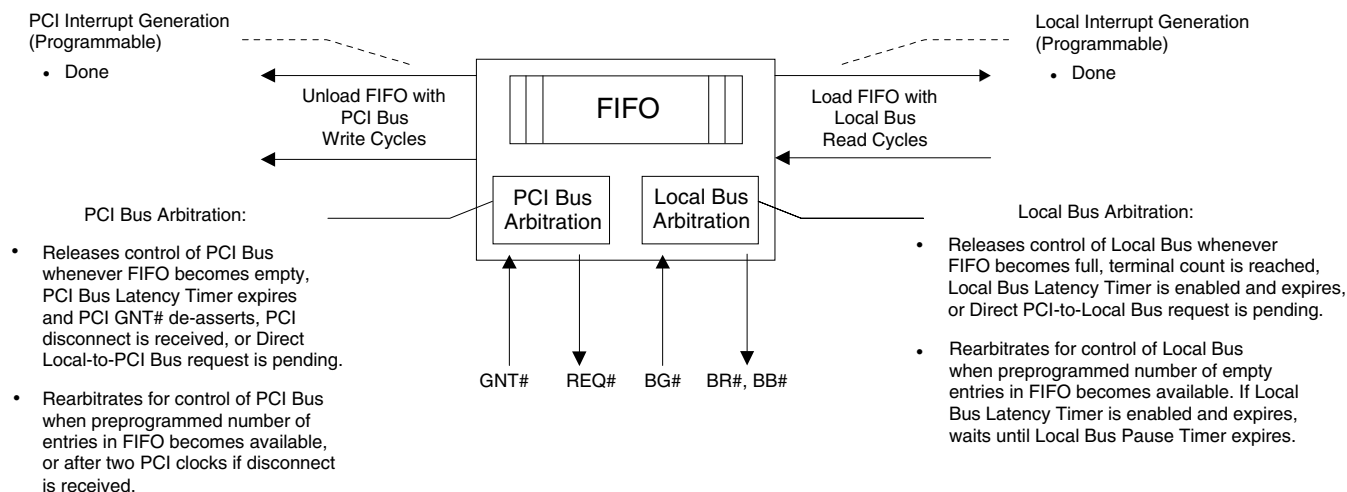 PCI Interrupt Generation
(Programmable)
• Done
Unload FIFO with
PCI Bus
Write Cycles
FIFO
Load FIFO with
Local Bus
Read Cycles
Local Interrupt Generation
(Programmable)
• Done
PCI Bus
Arbitration
Local Bus
Arbitration
GNT#
REQ#
BG#
BR#, BB#
PCI Bus Arbitration:
• Releases control of PCI Bus
whenever FIFO becomes empty,
PCI Bus Latency Timer expires
and PCI GNT# de-asserts, PCI
disconnect is received, or Direct
Local-to-PCI Bus request is pending.
• Rearbitrates for control of PCI Bus
when preprogrammed number of
entries in FIFO becomes available,
or after two PCI clocks if disconnect
is received.
Local Bus Arbitration:
• Releases control of Local Bus whenever
FIFO becomes full, terminal count is reached,
Local Bus Latency Timer is enabled and expires,
or Direct PCI-to-Local Bus request is pending.
• Rearbitrates for control of Local Bus
when preprogrammed number of empty
entries in FIFO becomes available. If Local
Bus Latency Timer is enabled and expires,
waits until Local Bus Pause Timer expires.